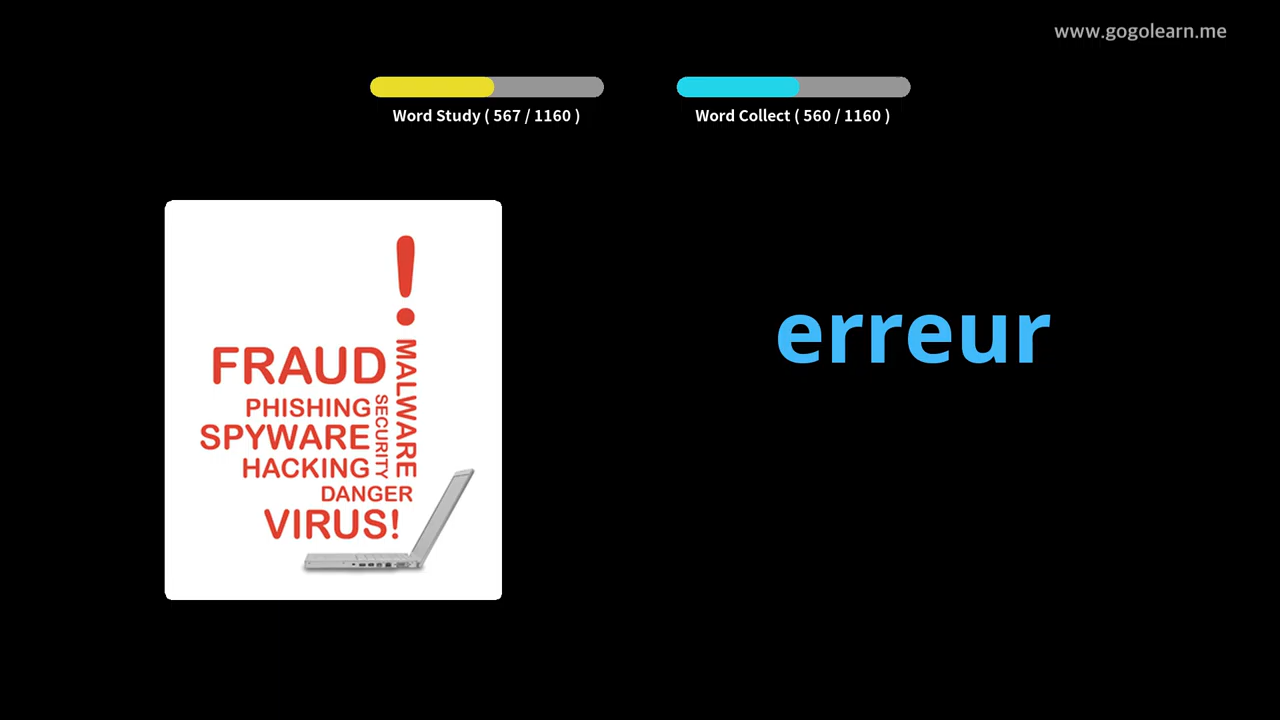 www.gogolearn.me
Word Study ( 567 / 1160 )
Word Collect ( 560 / 1160 )
!
FRAUD
MALWARE
PHISHING
SECURITY
SPYWARE
HACKING
DANGER
VIRUS!
erreur